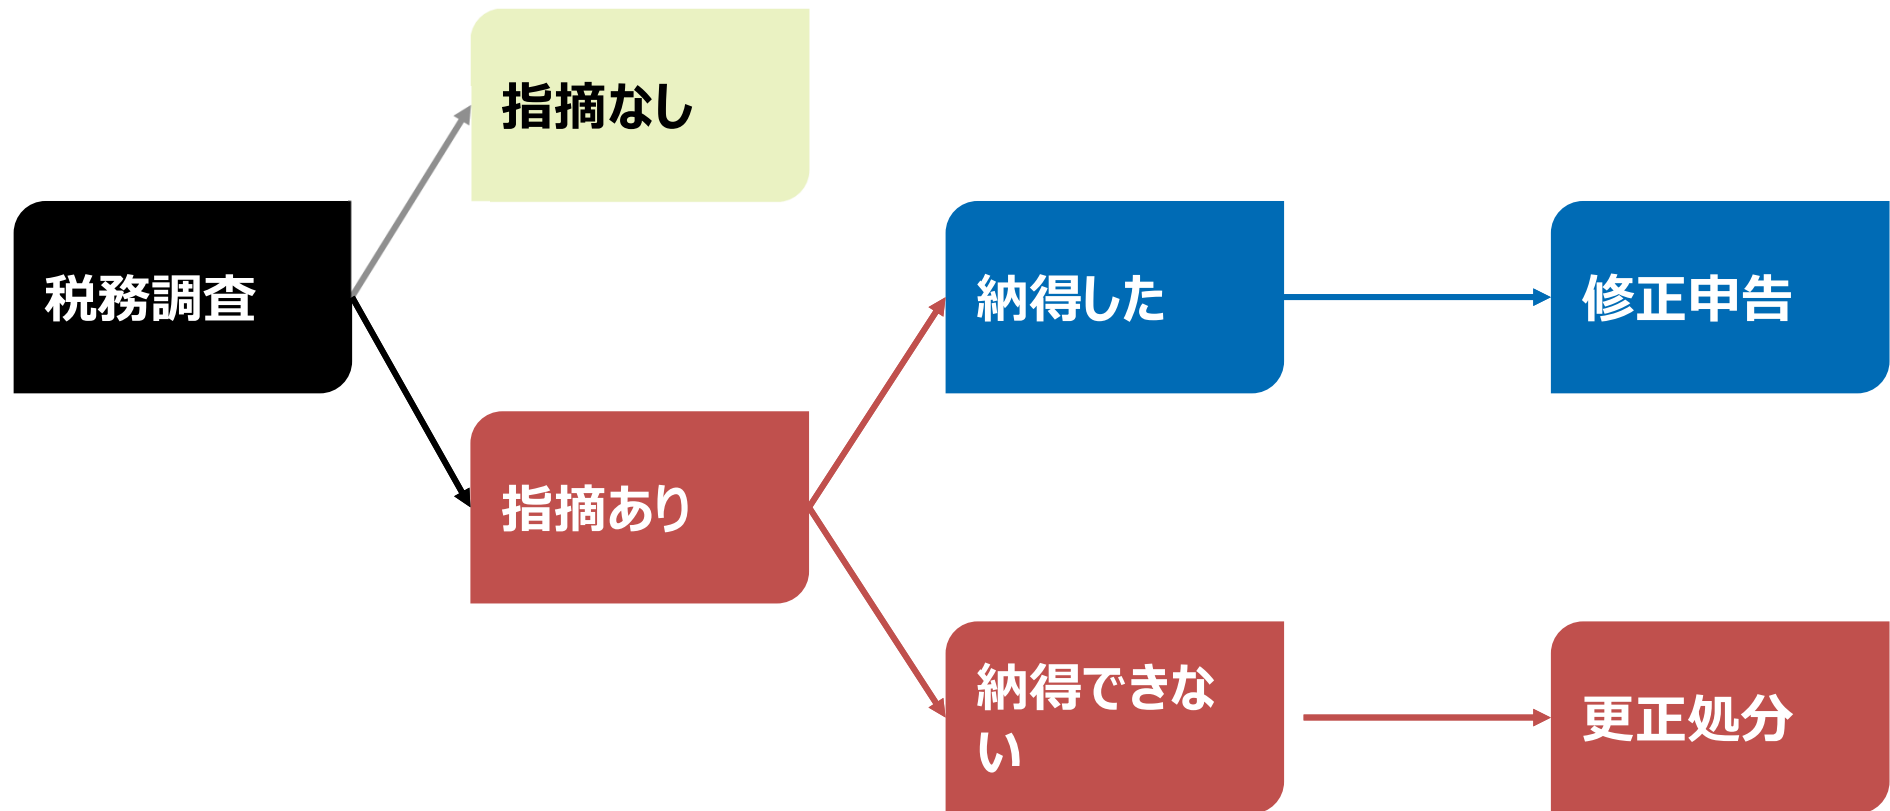 指摘なし
税務調査
納得した
修正申告
指摘あり
納得できな
い
更正処分